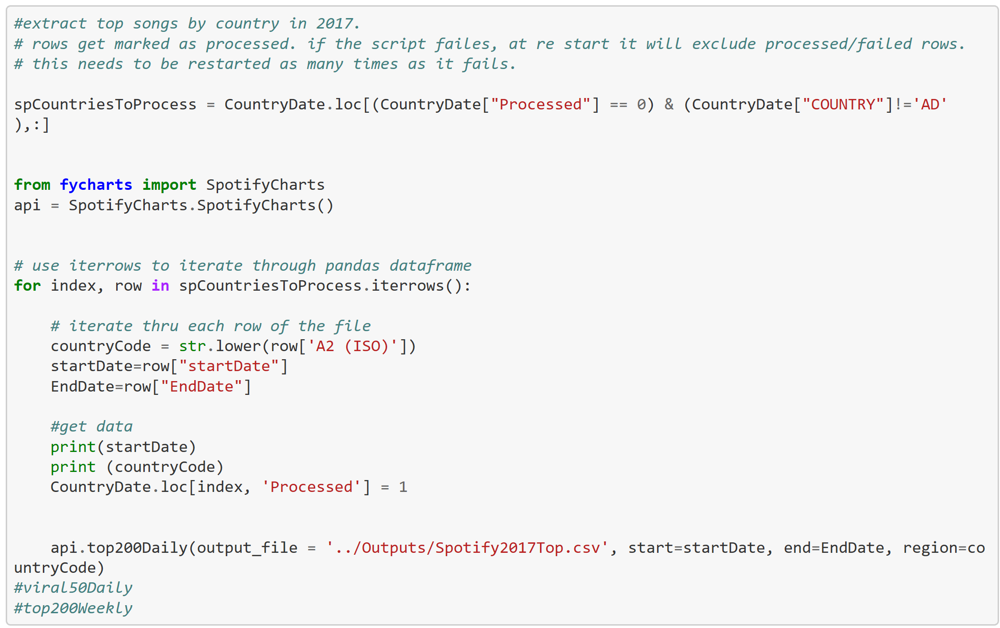 #extract top songs by country in 2017.
# rows get marked as processed. if the script failes, at re start it will exclude processed/failed rows.
# this needs to be restarted as many times as it fails.
spCountriesToProcess = CountryDate.loc[(CountryDate["Processed"] == 0) & (CountryDate["COUNTRY"]!='AD'
),:]
from fycharts import SpotifyCharts
api = SpotifyCharts.SpotifyCharts()
# use iterrows to iterate through pandas dataframe
for index, row in spCountriesToProcess.iterrows():
    # iterate thru each row of the file
    countryCode = str.lower(row['A2 (ISO)'])
    startDate=row["startDate"]
    EndDate=row["EndDate"]
    #get data
    print(startDate)
    print (countryCode)
    CountryDate.loc[index, 'Processed'] = 1
    api.top200Daily(output_file = '../Outputs/Spotify2017Top.csv', start=startDate, end=EndDate, region=co
untryCode)
#viral50Daily
#top200Weekly